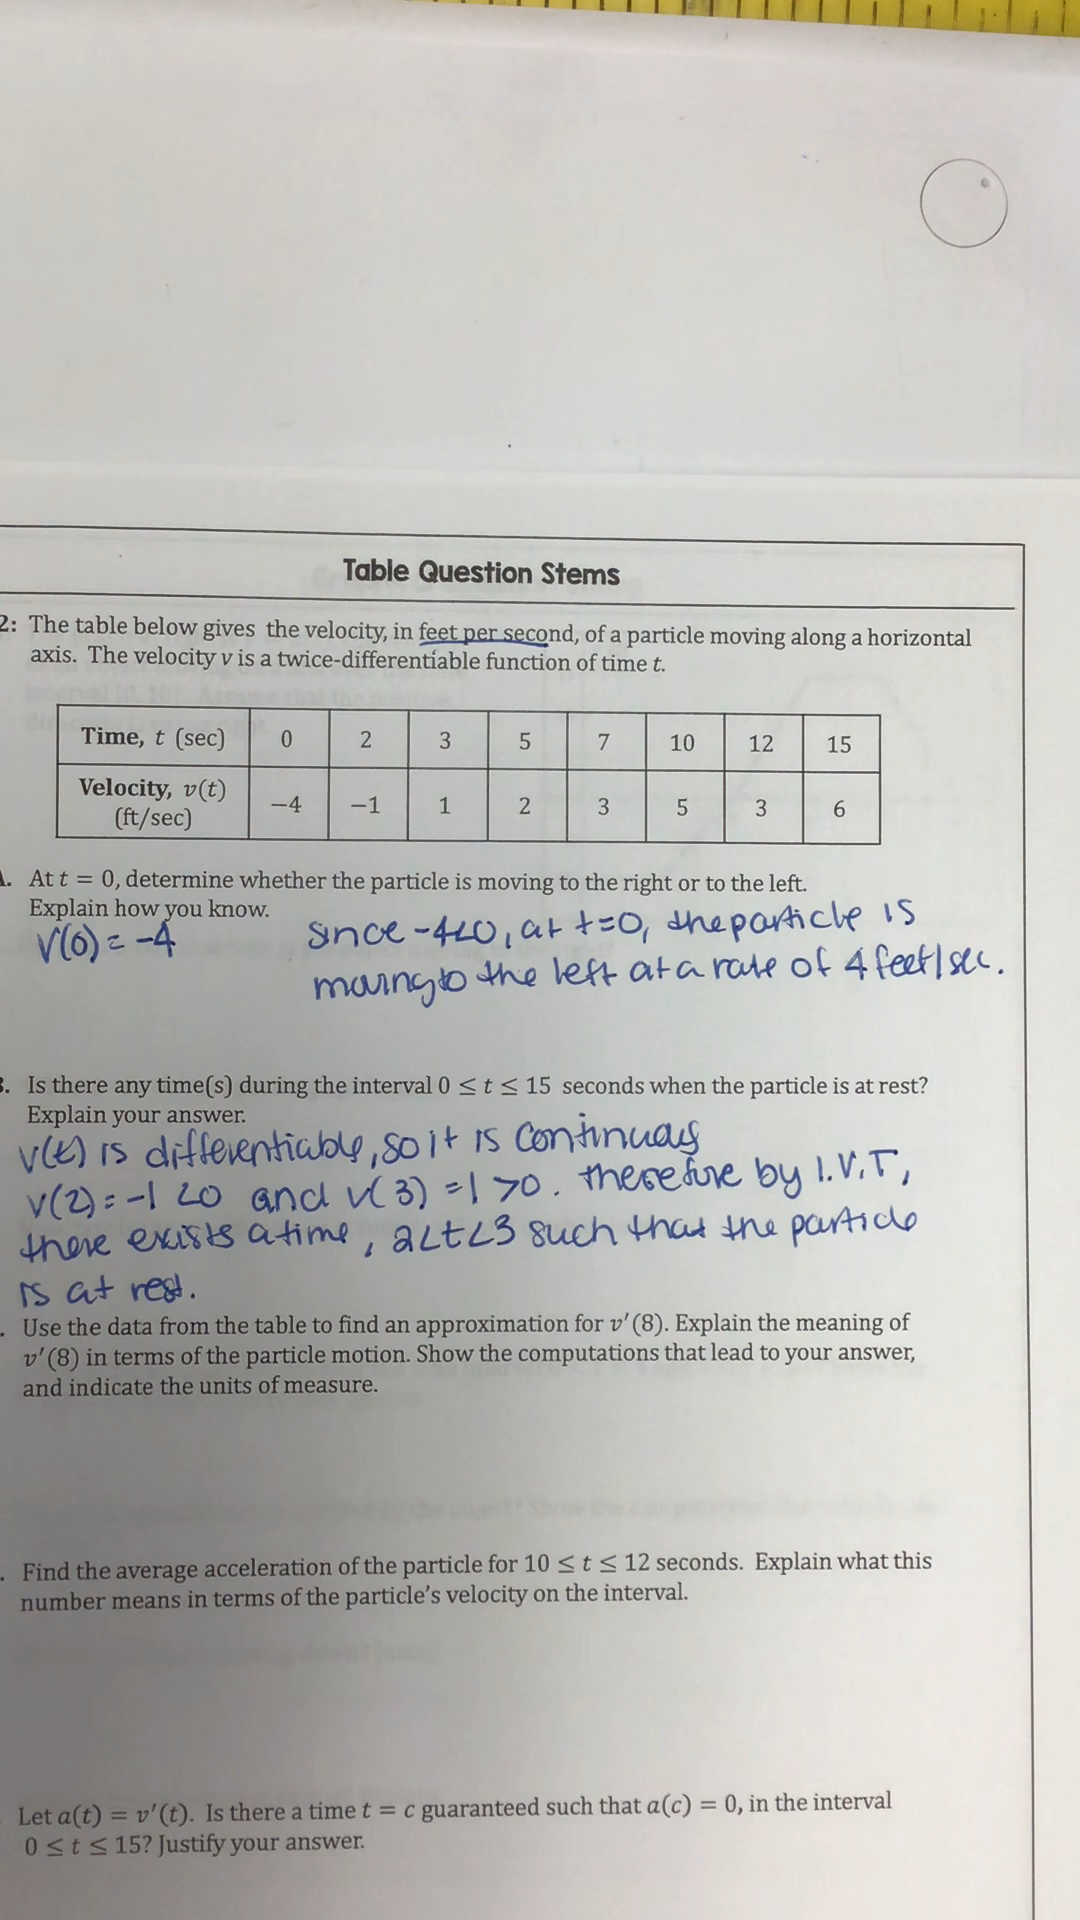 Table Question Stems
2: The table below gives the velocity, in feet per second, of a particle moving along a horizontal
axis. The velocity v is a twice-differentiable function of time t.
Time, t (sec) 0 2 3 5 7 10 12 15
Velocity, v(t)
(ft/sec) −4 −1 1 2 3 5 3 6
. At t = 0, determine whether the particle is moving to the right or to the left.
Explain how you know.
v(0) = -4
since -4<0, at t=0, the particle is
moving to the left at a rate of 4 feet/sec.
. Is there any time(s) during the interval 0 ≤ t ≤ 15 seconds when the particle is at rest?
Explain your answer.
v(t) is differentiable, so it is continuous
v(2) = -1 <0 and v(3) =1 >0. therefore by I.V.T,
there exists a time, 2<t<3 such that the particle
is at rest.
. Use the data from the table to find an approximation for v′(8). Explain the meaning of
v′(8) in terms of the particle motion. Show the computations that lead to your answer,
and indicate the units of measure.
. Find the average acceleration of the particle for 10 ≤ t ≤ 12 seconds. Explain what this
number means in terms of the particle's velocity on the interval.
Let a(t) = v′(t). Is there a time t = c guaranteed such that a(c) = 0, in the interval
0 ≤ t ≤ 15? Justify your answer.